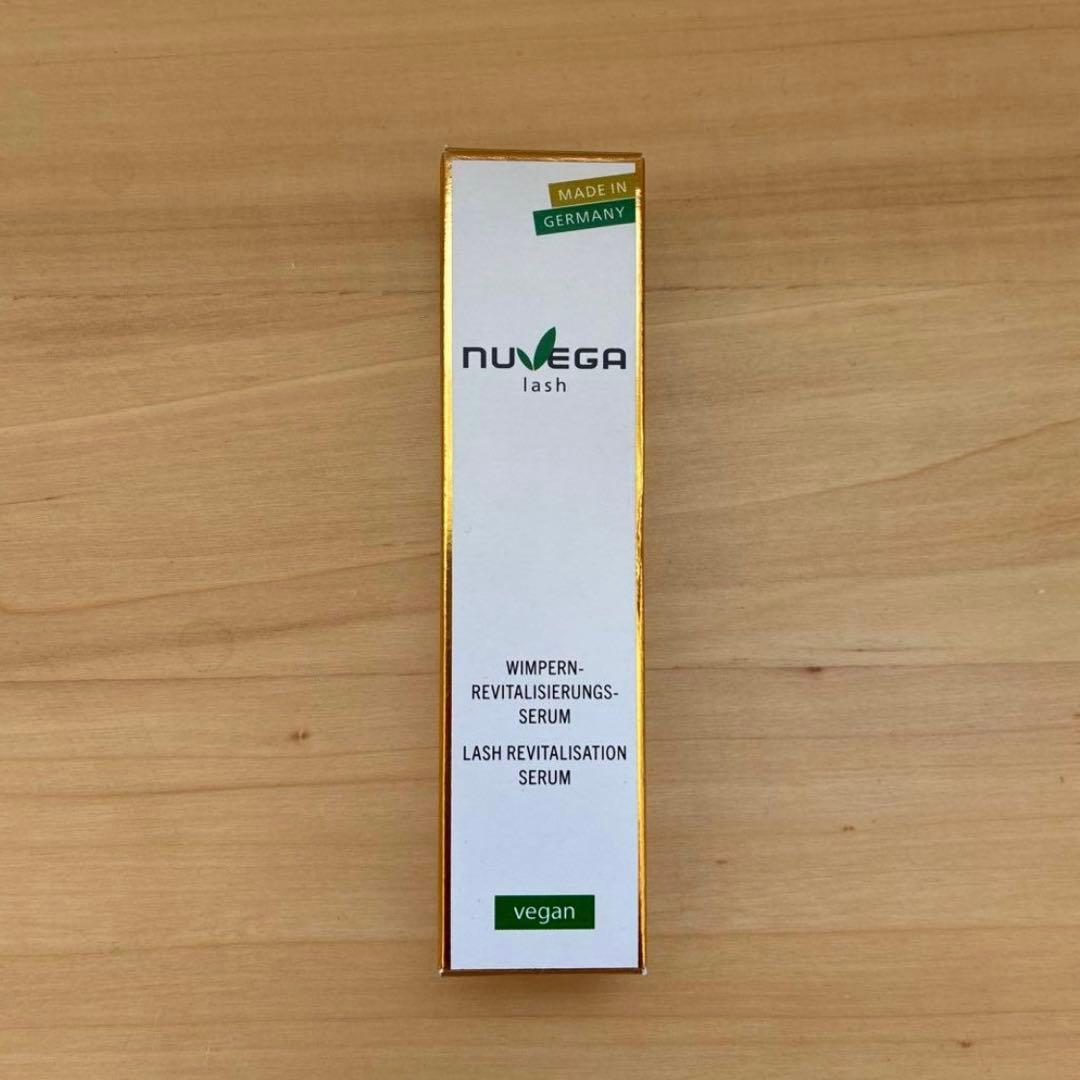 MADE IN
GERMANY
NUVEGA
lash
WIMPERN-
REVITALISIERUNGS-
SERUM
LASH REVITALISATION
SERUM
vegan